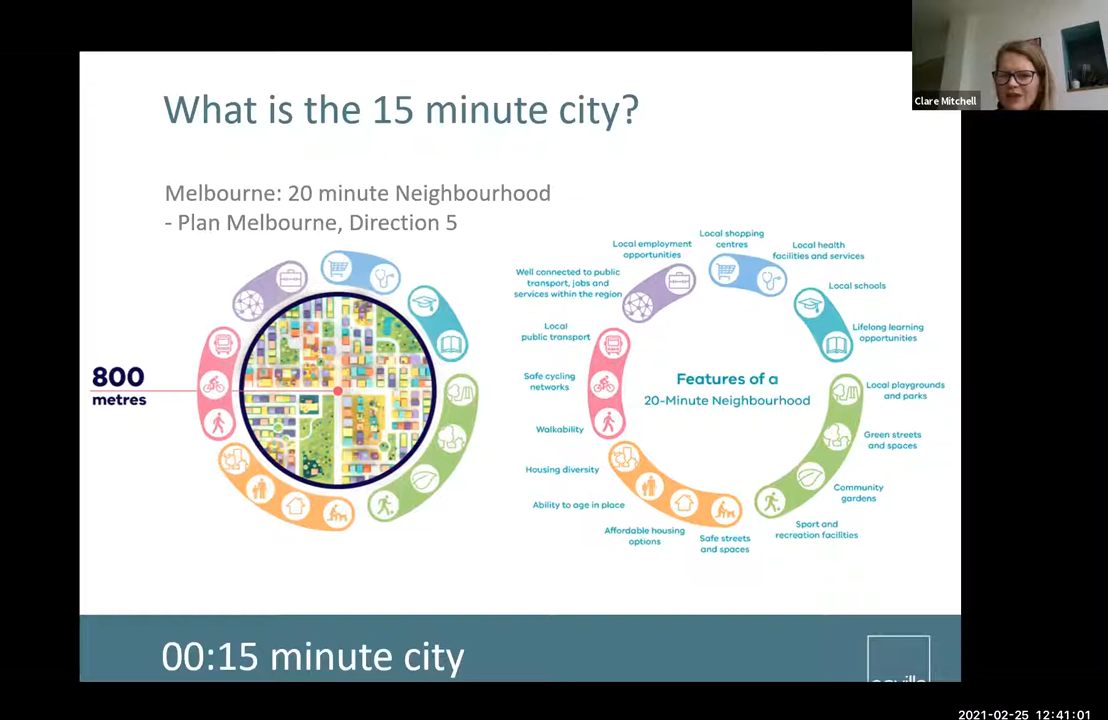 Clare Mitchell
What is the 15 minute city?
Melbourne: 20 minute Neighbourhood
- Plan Melbourne, Direction 5
800
metres
Local shopping
centres
Local employment
opportunities
Local health
facilities and services
Well connected to public
transport, jobs and
services within the region
Local schools
Local
public transport
Lifelong learning
opportunities
Safe cycling
networks
Features of a
20-Minute Neighbourhood
Local playgrounds
and parks
Walkability
Green streets
and spaces
Housing diversity
Community
gardens
Ability to age in place
Affordable housing
options
Safe streets
and spaces
Sport and
recreation facilities
00:15 minute city
2021-02-25 12:41:01